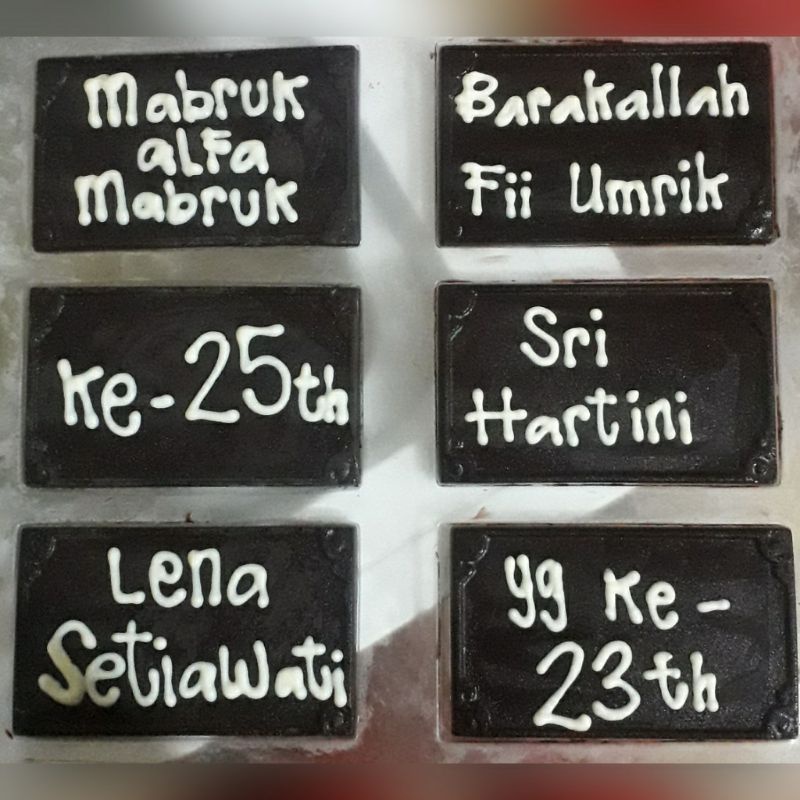 Mabruk
alfa
Mabruk
Barakallah
Fii Umrik
Ke-25th
Sri
Hartini
Lena
Setiawati
yg Ke-
23th